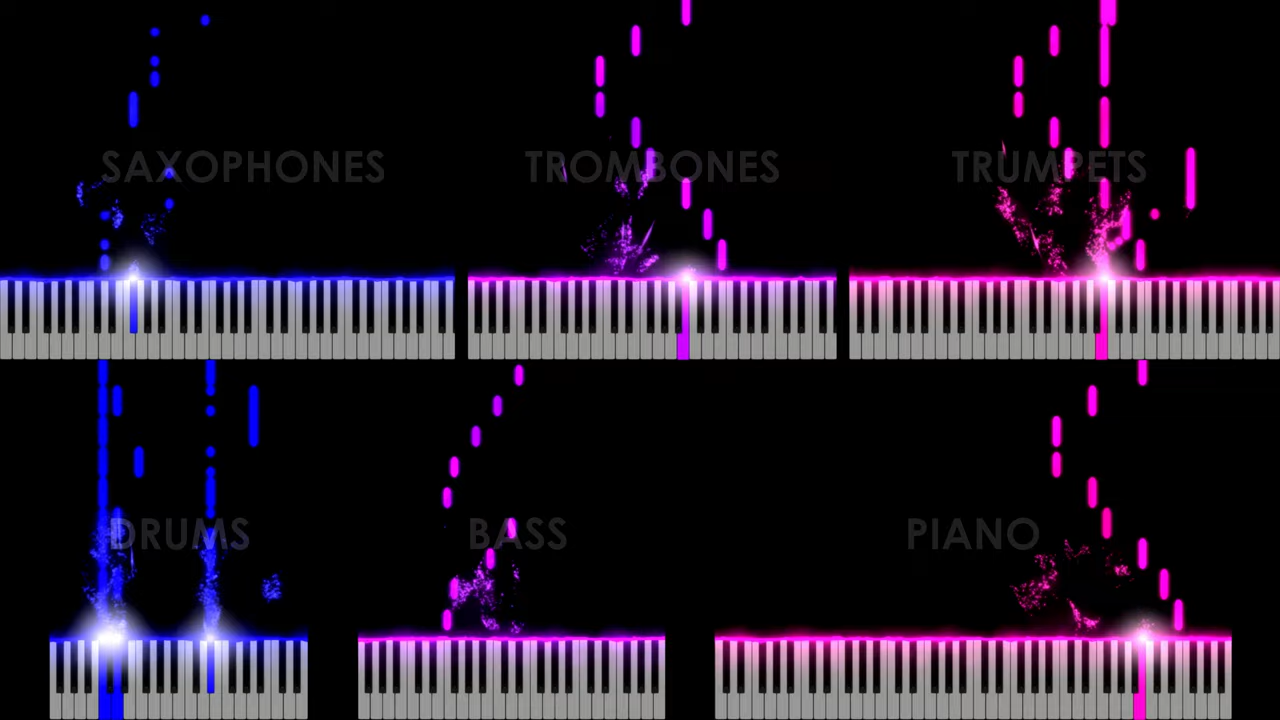 SAXOPHONES
TROMBONES
TRUMPETS
DRUMS
BASS
PIANO